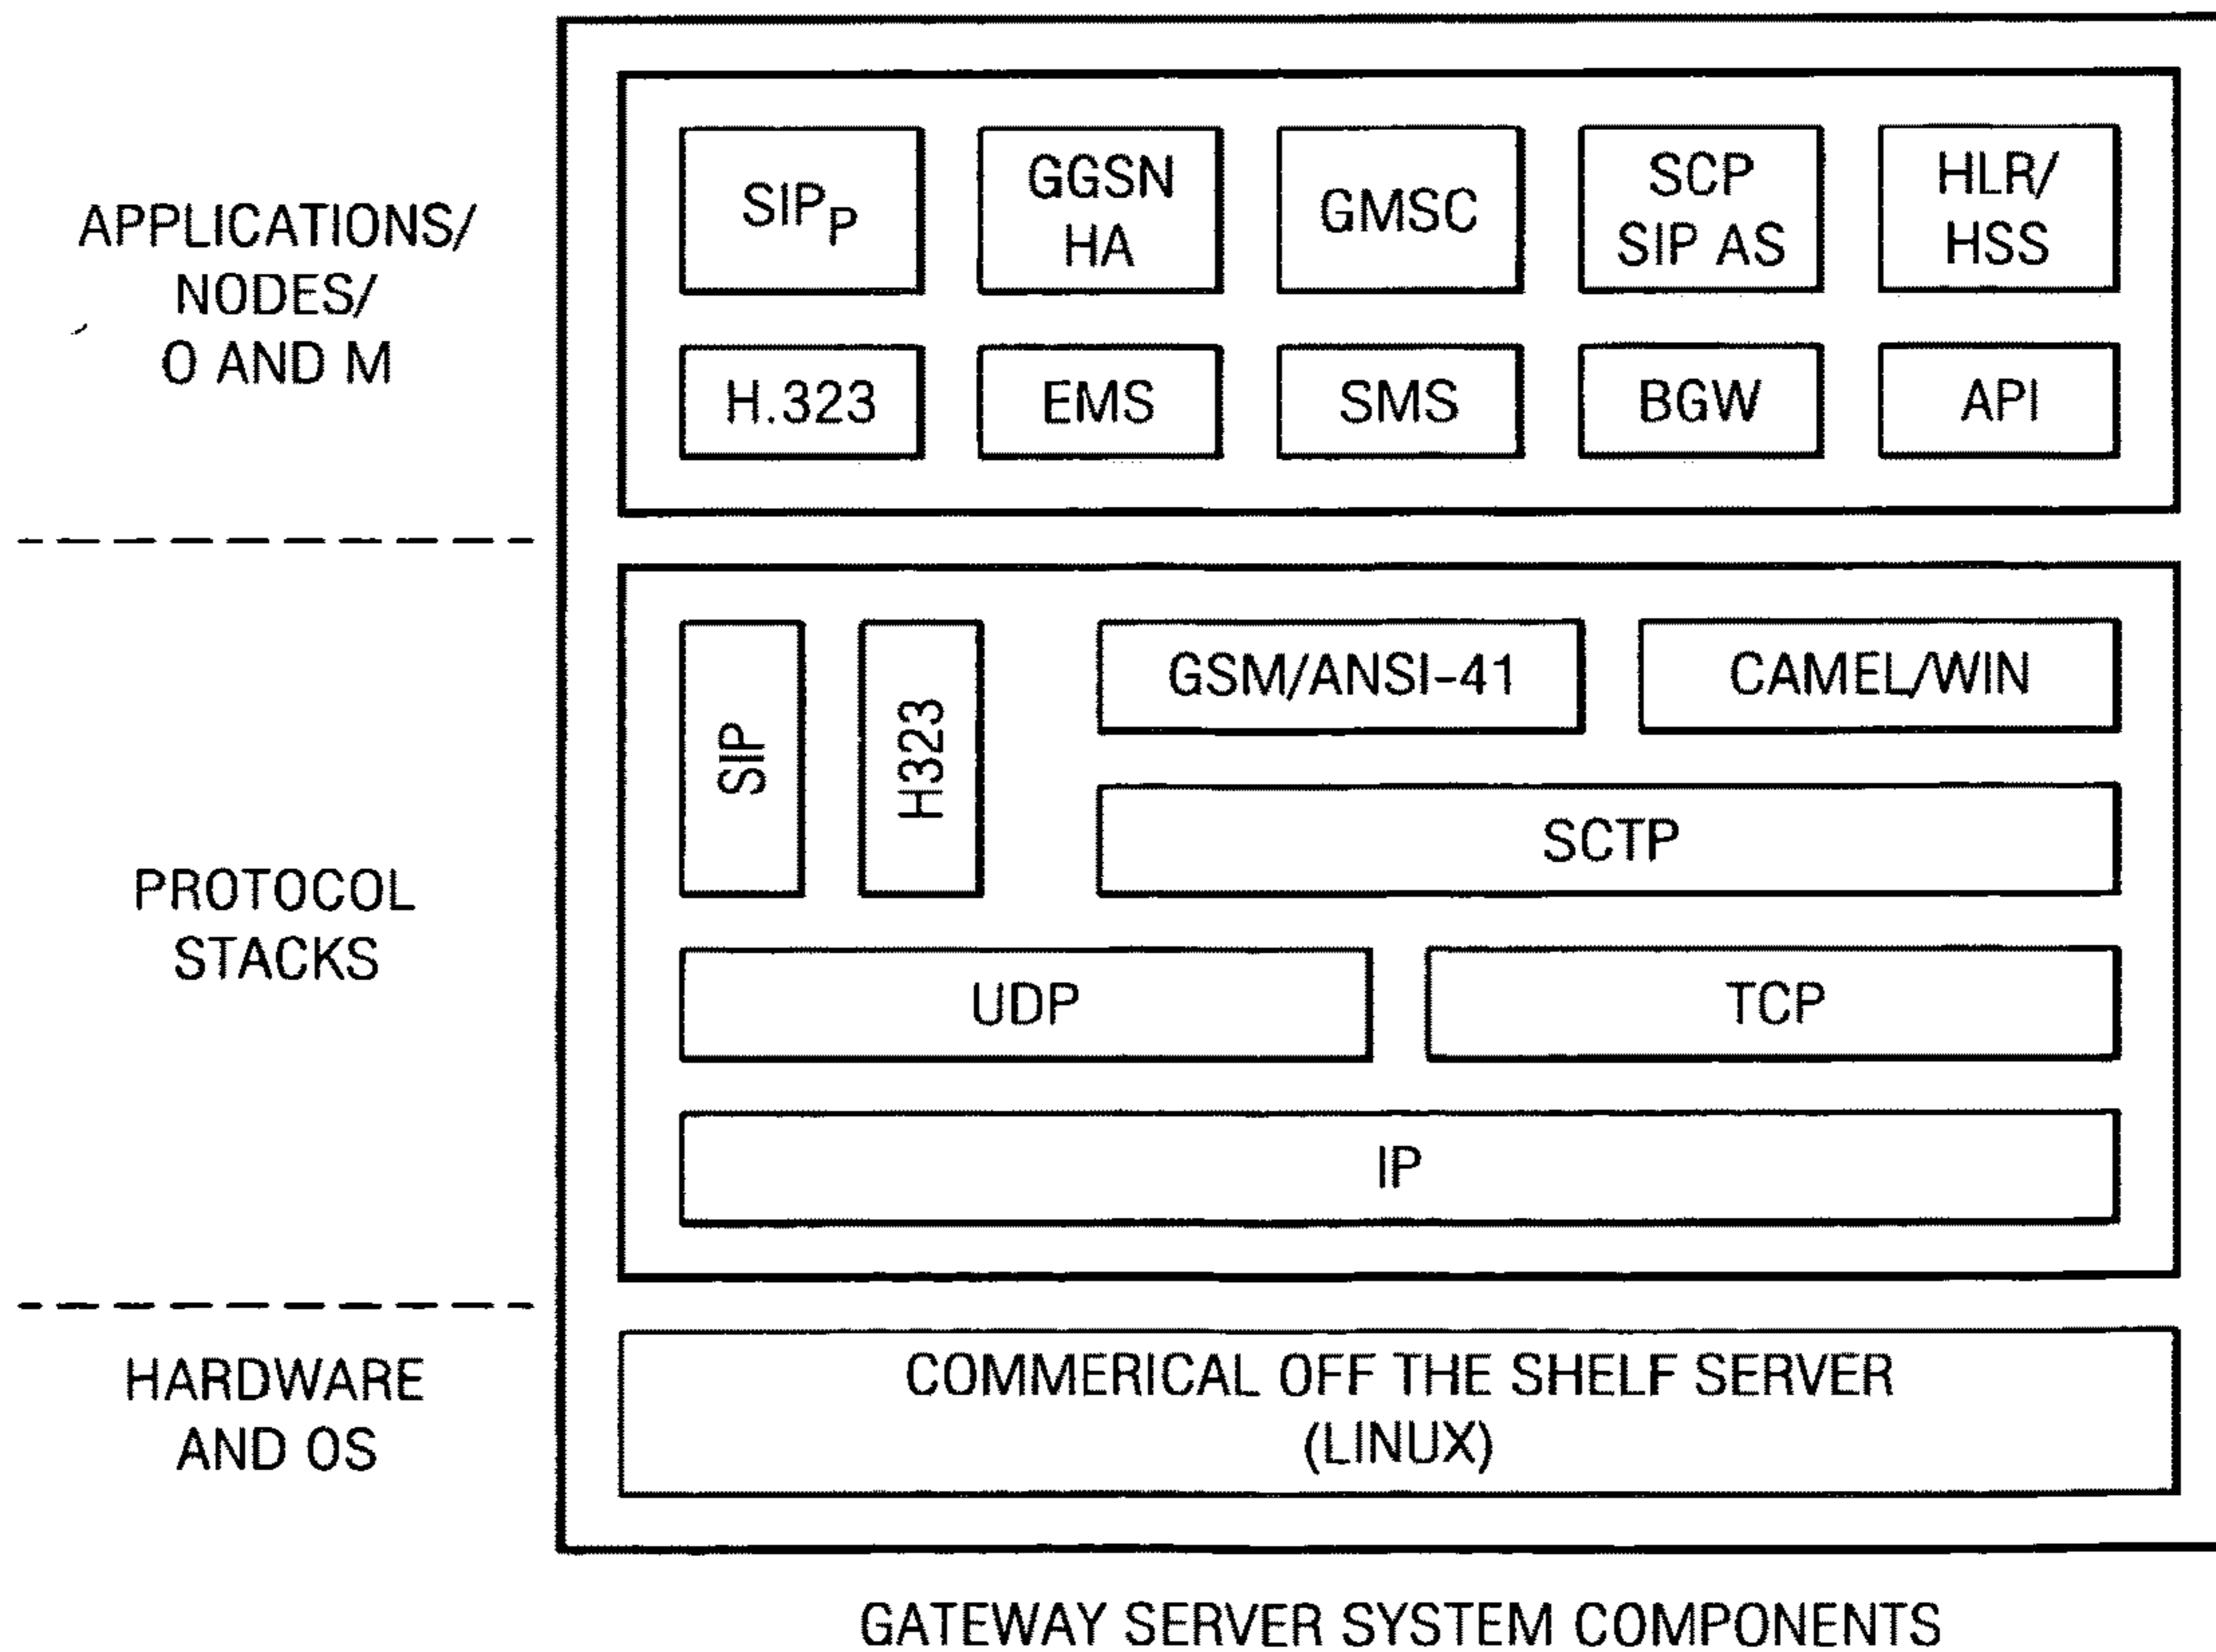 APPLICATIONS/
NODES/
O AND M
SIPP
GGSN
HA
GMSC
SCP
SIP AS
HLR/
HSS
H.323
EMS
SMS
BGW
API
PROTOCOL
STACKS
SIP
H323
GSM/ANSI-41
CAMEL/WIN
SCTP
UDP
TCP
IP
HARDWARE
AND OS
COMMERICAL OFF THE SHELF SERVER
(LINUX)
GATEWAY SERVER SYSTEM COMPONENTS